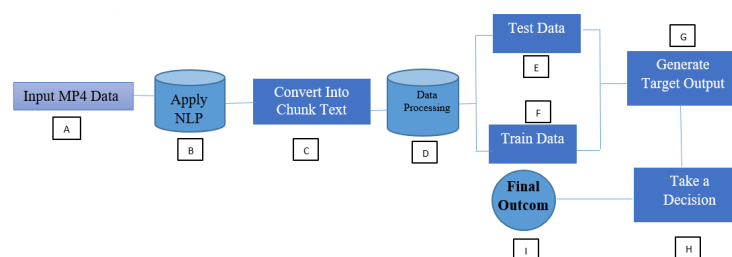 Input MP4 Data
A
Apply
NLP
B
Convert Into
Chunk Text
C
Data
Processing
D
Test Data
E
F
Train Data
G
Generate
Target Output
Take a
Decision
H
Final
Outcom
I